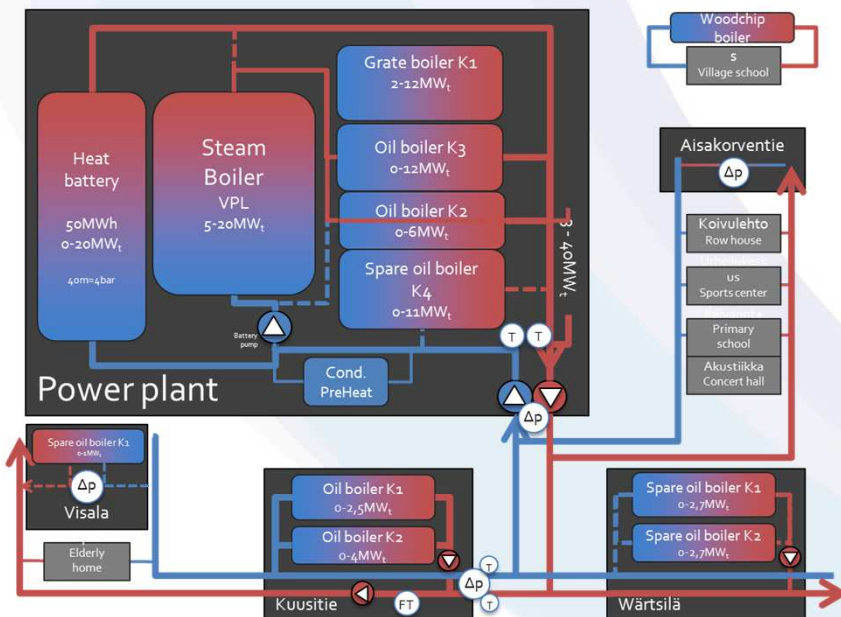 Woodchip
boiler
s
Village school
Grate boiler K1
2-12MWt
Heat
battery
50MWh
0-20MWt
40m=4bar
Steam
Boiler
VPL
5-20MWt
Oil boiler K3
0-12MWt
Oil boiler K2
0-6MWt
Spare oil boiler
K4
0-11MWt
3 - 40MWt
Battery
pump
Cond.
PreHeat
T
T
Δp
Power plant
Aisakorventie
Δp
Koivulehto
Row house
us
Sports center
Primary
school
Akustiikka
Concert hall
Spare oil boiler K1
0-1MWt
Δp
Visala
Elderly
home
Oil boiler K1
0-2,5MWt
Oil boiler K2
0-4MWt
T
Δp
T
FT
Kuusitie
Spare oil boiler K1
0-2,7MWt
Spare oil boiler K2
0-2,7MWt
Wärtsilä